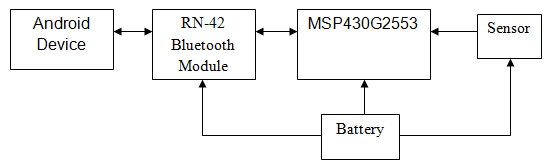 Android
Device
RN-42
Bluetooth
Module
MSP430G2553
Sensor
Battery